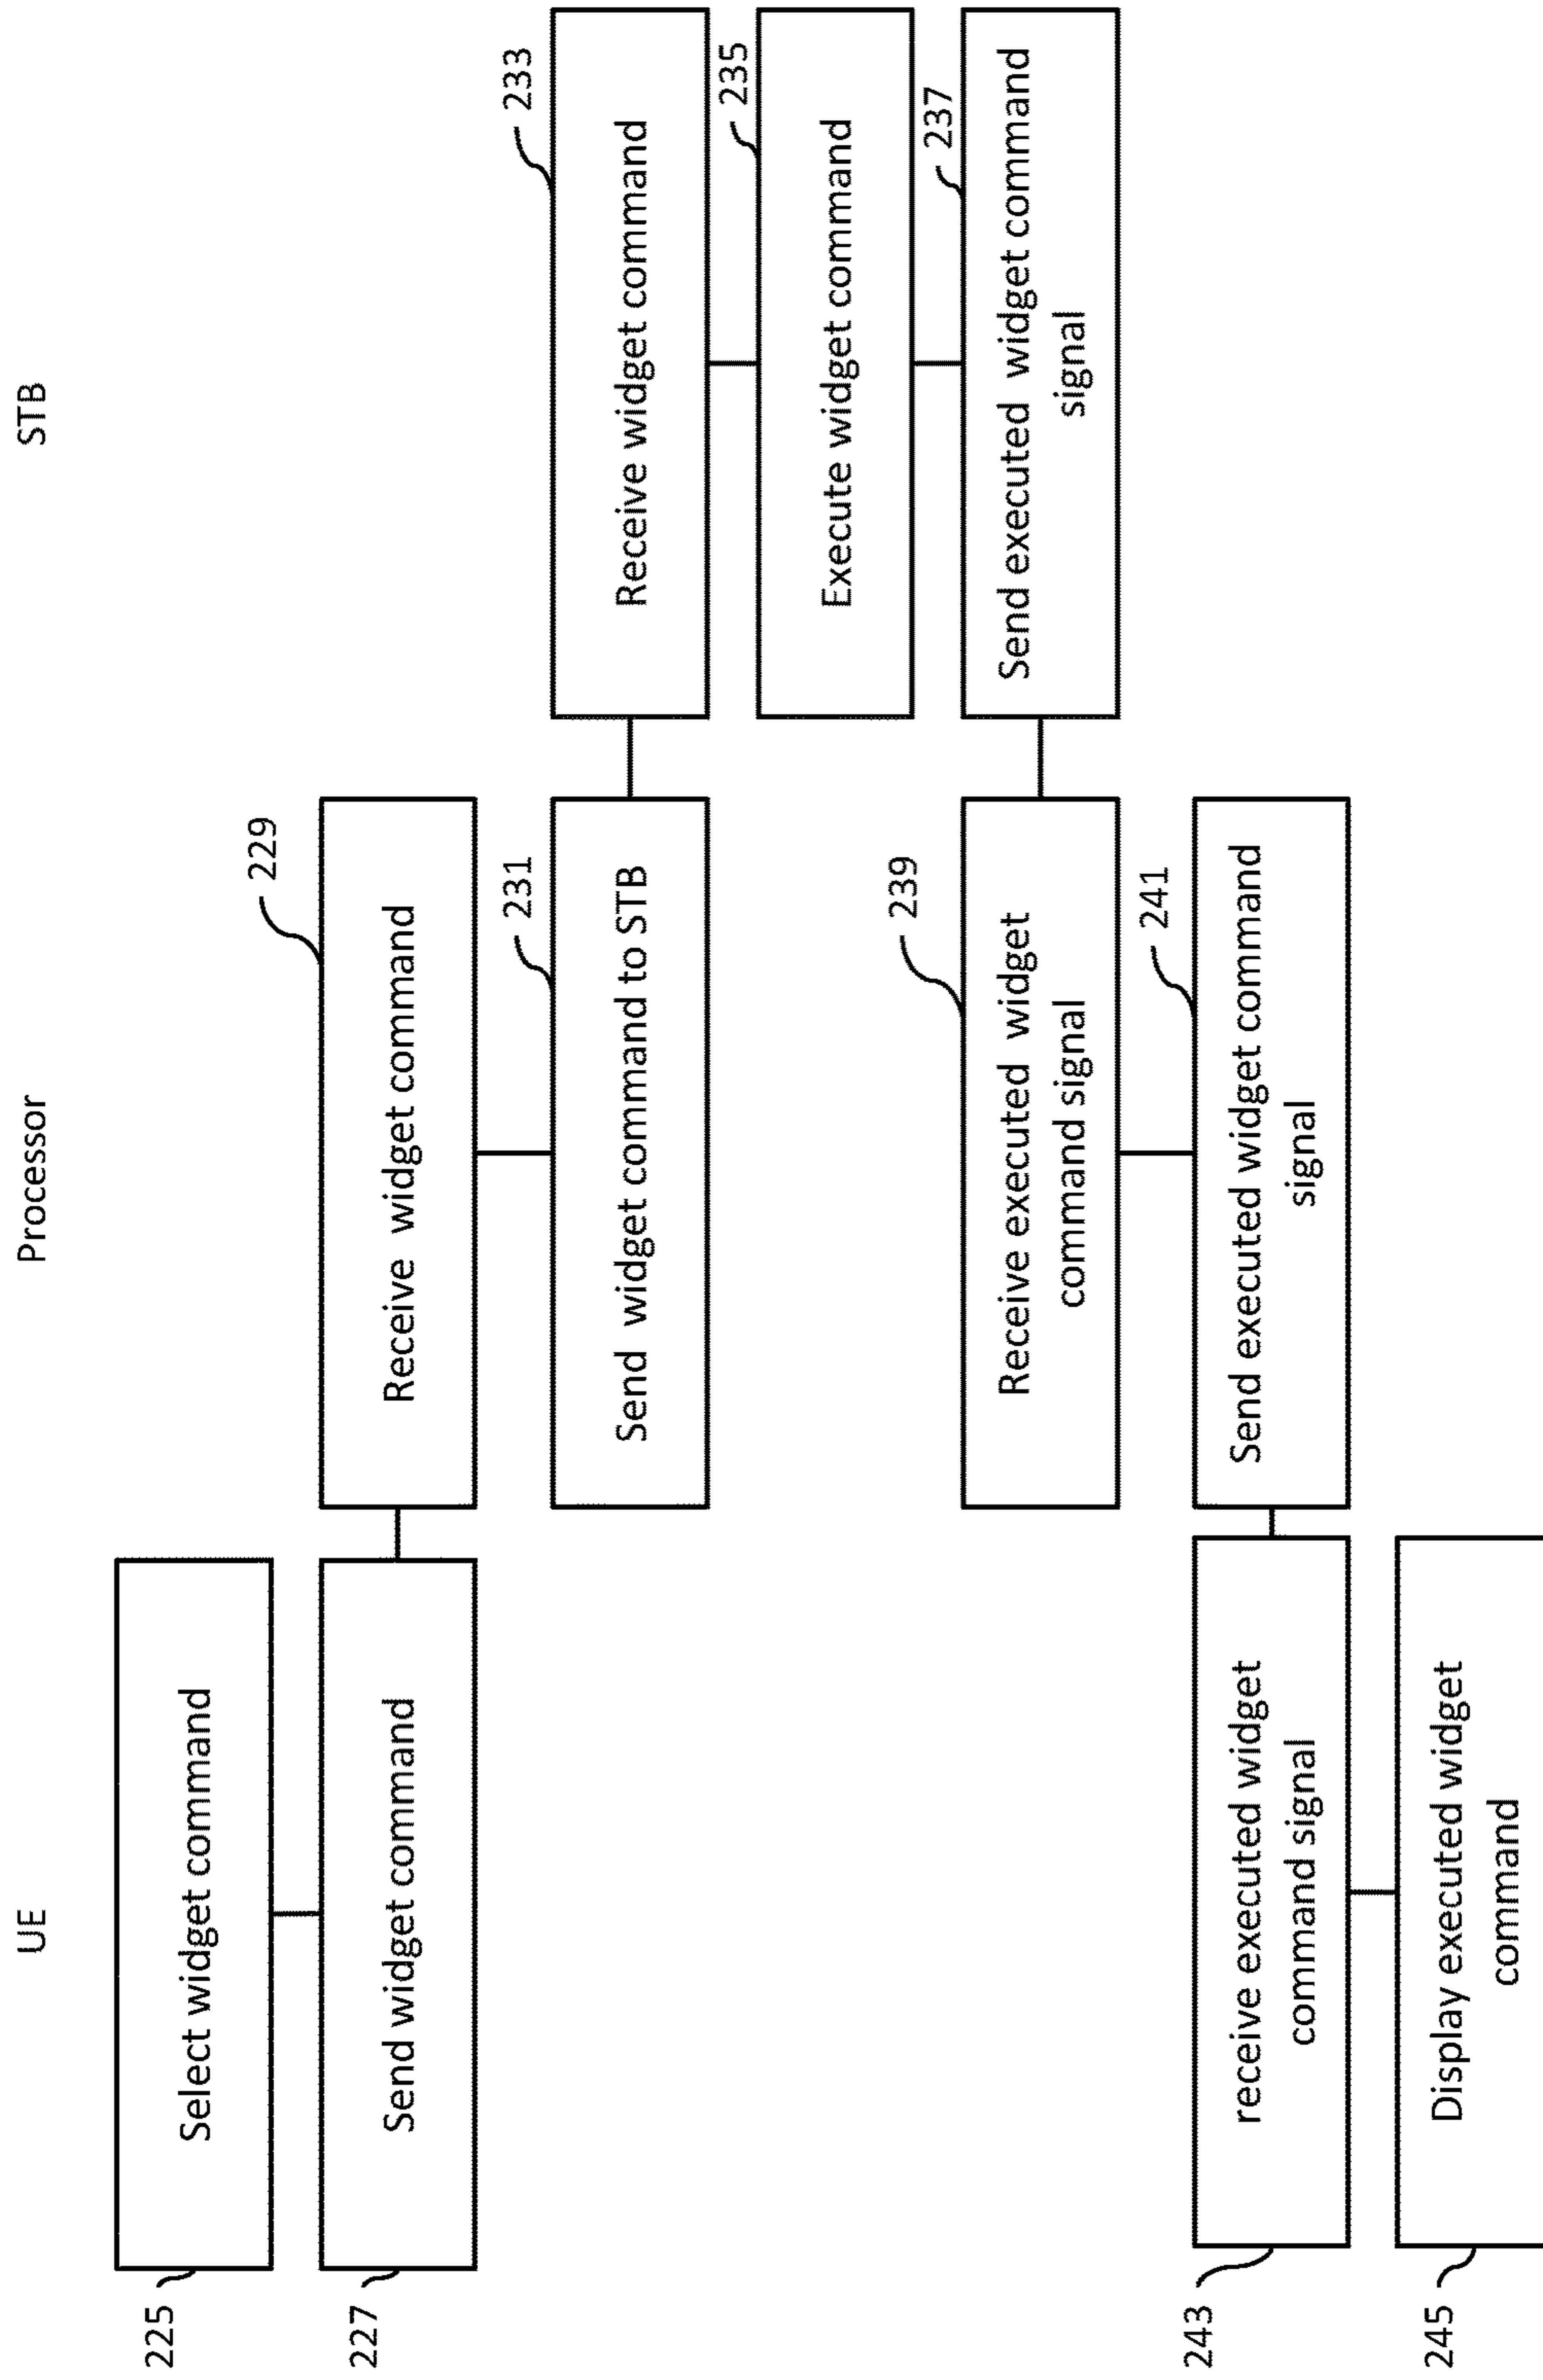 UE
Processor
STB
225
Select widget command
227
Send widget command
229
Receive widget command
231
Send widget command to STB
233
Receive widget command
235
Execute widget command
237
Send executed widget command
signal
239
Receive executed widget
command signal
241
Send executed widget command
signal
243
receive executed widget
command signal
245
Display executed widget
command